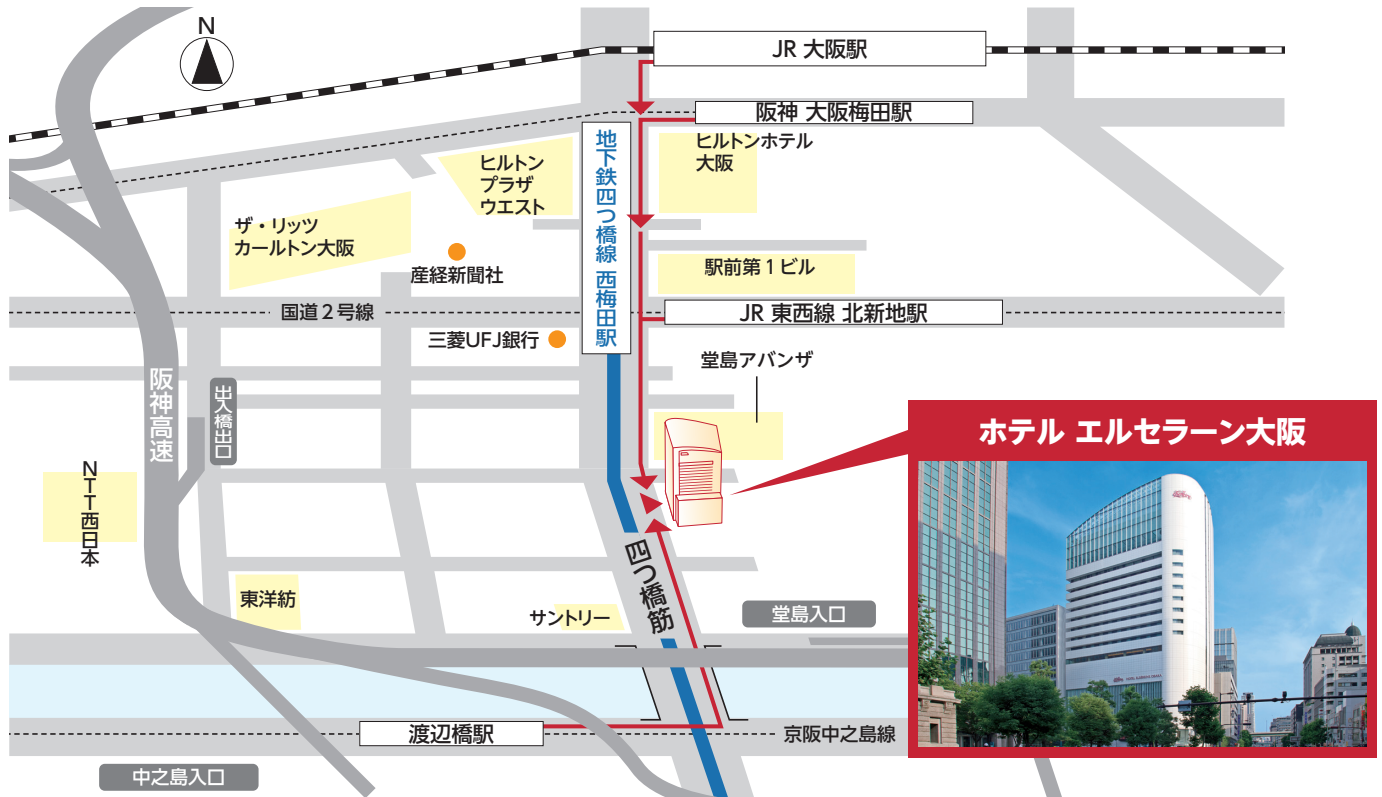 N
JR 大阪駅
阪神 大阪梅田駅
ヒルトンホテル
大阪
地下鉄四つ橋線 西梅田駅
ヒルトン
プラザ
ウエスト
ザ・リッツ
カールトン大阪
産経新聞社
駅前第1ビル
国道2号線
JR 東西線 北新地駅
三菱UFJ銀行
堂島アバンザ
阪神高速
出入橋出口
ホテル エルセラーン大阪
NTT西日本
四つ橋筋
東洋紡
サントリー
堂島入口
渡辺橋駅
京阪中之島線
中之島入口